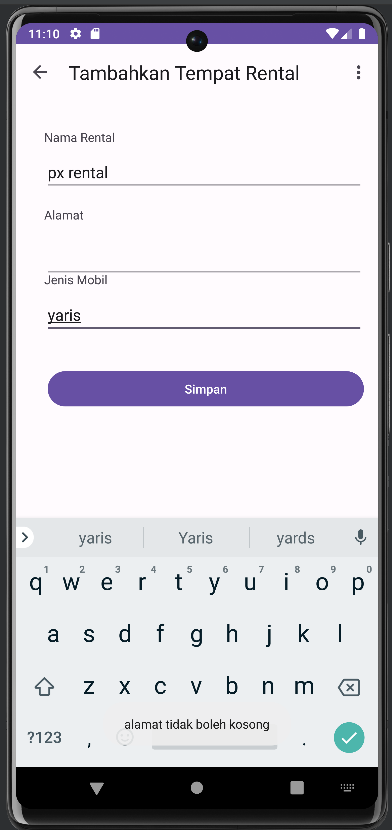 11:10
Tambahkan Tempat Rental
Nama Rental
px rental
Alamat
Jenis Mobil
yaris
Simpan
yaris Yaris yards
1 2 3 4 5 6 7 8 9 0
q w e r t y u i o p
a s d f g h j k l
z x c v b n m
alamat tidak boleh kosong
?123 , .